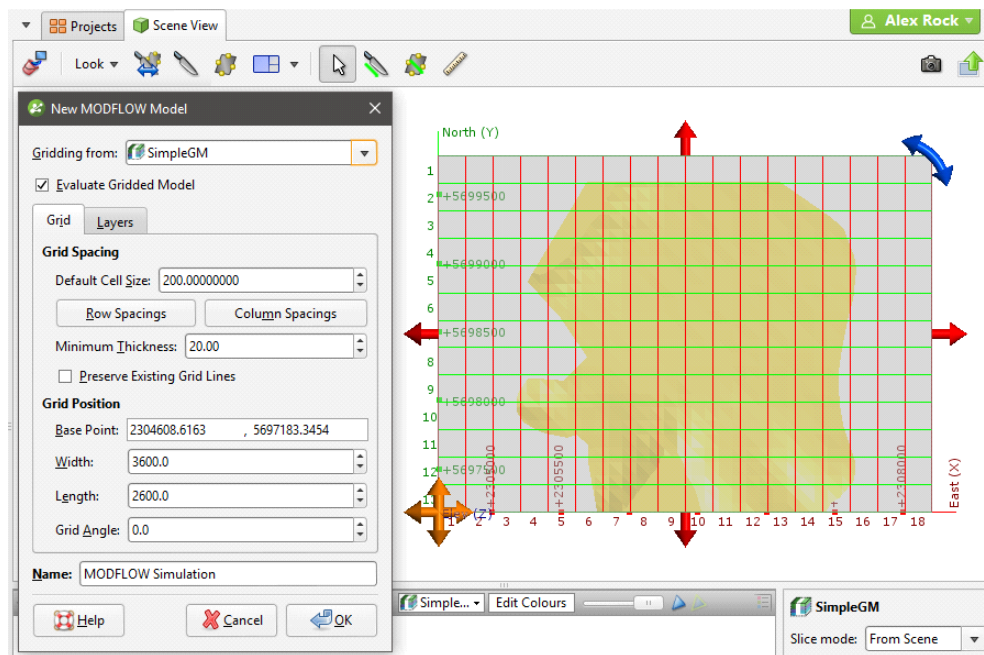 Projects
Scene View
Alex Rock
Look
New MODFLOW Model
Gridding from: SimpleGM
Evaluate Gridded Model
Grid
Layers
Grid Spacing
Default Cell Size: 200.00000000
Row Spacings
Column Spacings
Minimum Thickness: 20.00
Preserve Existing Grid Lines
Grid Position
Base Point: 2304608.6163 , 5697183.3454
Width: 3600.0
Length: 2600.0
Grid Angle: 0.0
Name: MODFLOW Simulation
Help
Cancel
OK
North (Y)
1
2 +5699500
3
4 +5699000
5
6
+5698500
8
9
+5698000
10
11
12 +5697500
13
+2305000
+2305500
+
+2308000
East (X)
(Z)
1 2 3 4 5 6 7 8 9 10 11 12 13 14 15 16 17 18
Simple...
Edit Colours
SimpleGM
Slice mode: From Scene